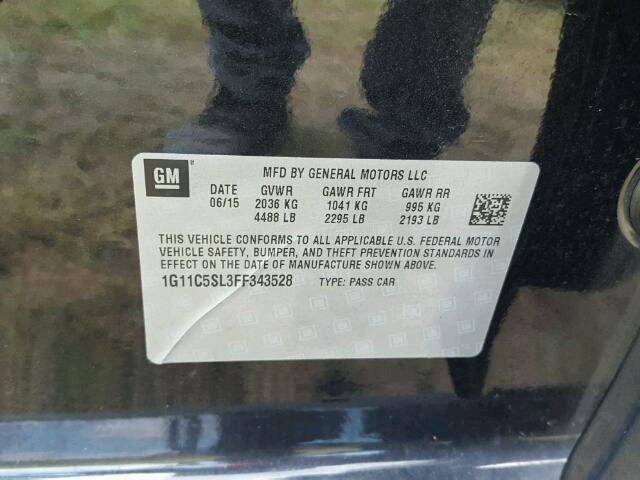 GM
MFD BY GENERAL MOTORS LLC
DATE GVWR GAWR FRT GAWR RR
06/15 2036 KG 1041 KG 995 KG
4488 LB 2295 LB 2193 LB
THIS VEHICLE CONFORMS TO ALL APPLICABLE U.S. FEDERAL MOTOR
VEHICLE SAFETY, BUMPER, AND THEFT PREVENTION STANDARDS IN
EFFECT ON THE DATE OF MANUFACTURE SHOWN ABOVE.
1G11C5SL3FF343528 TYPE: PASS CAR